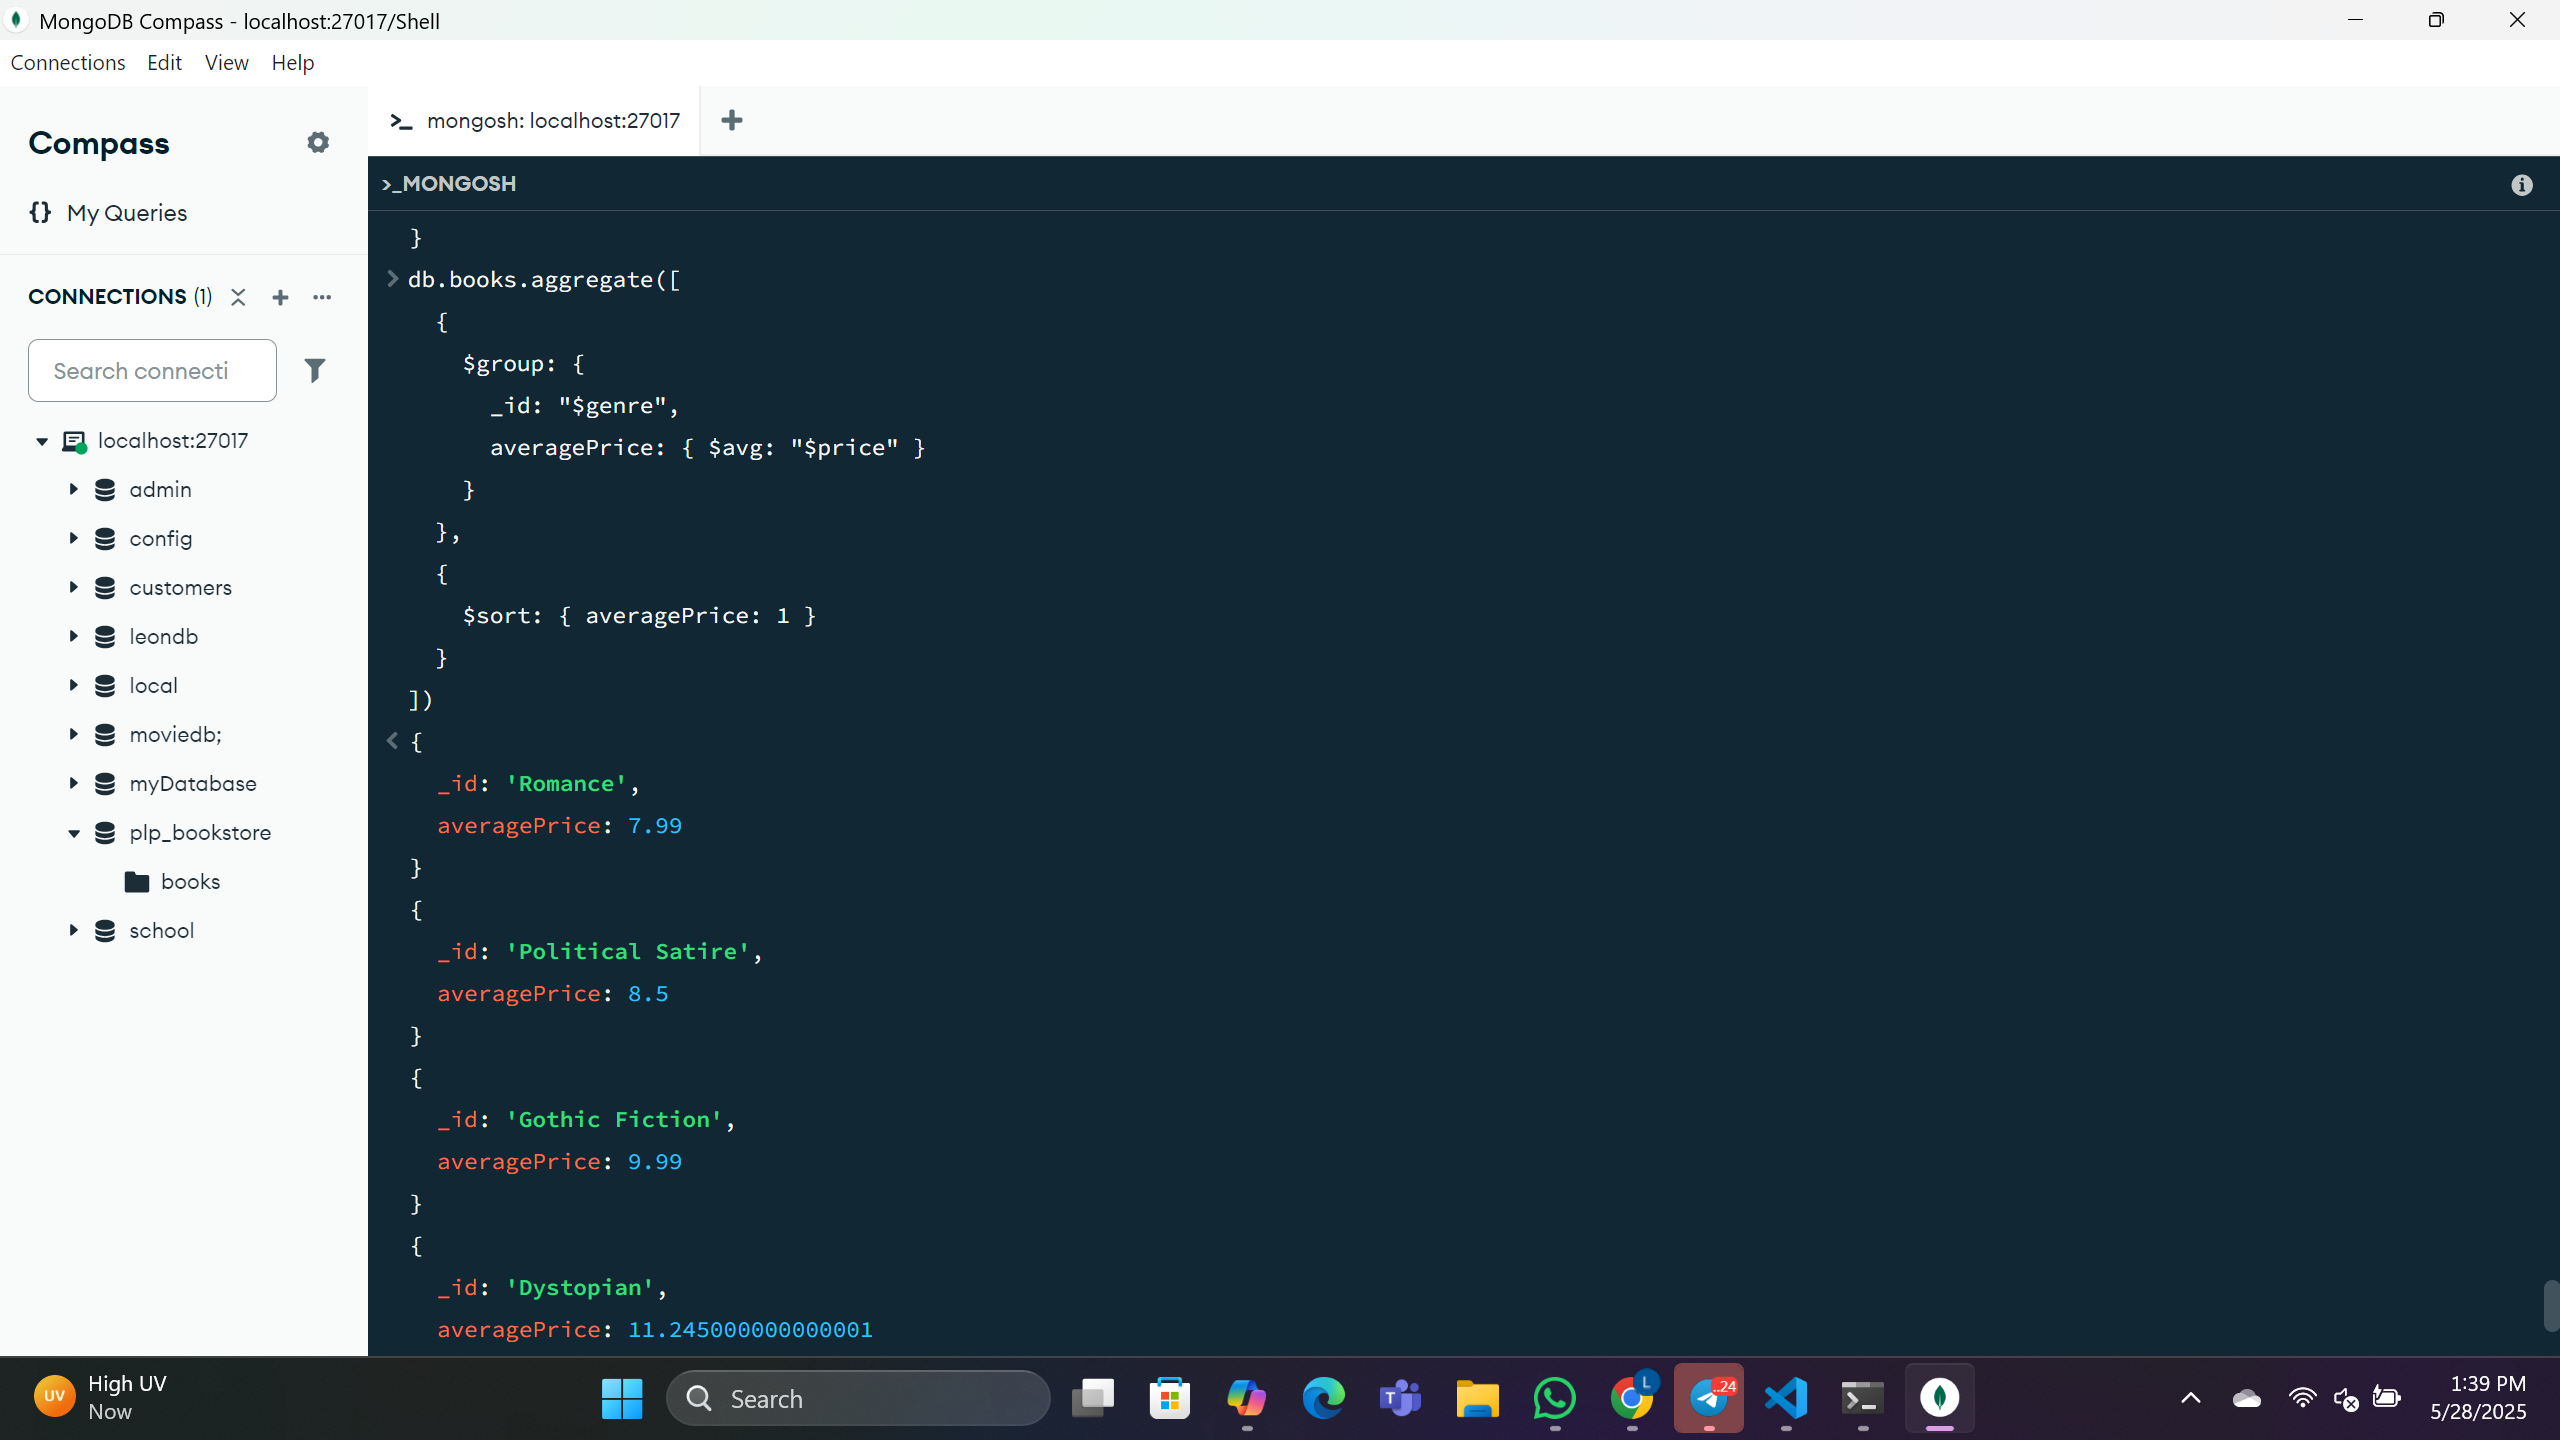 MongoDB Compass - localhost:27017/Shell
Connections Edit View Help
Compass
{} My Queries
CONNECTIONS (1)
Search connecti
localhost:27017
admin
config
customers
leondb
local
moviedb;
myDatabase
plp_bookstore
books
school
>_ mongosh: localhost:27017 +
>_MONGOSH
}
> db.books.aggregate([
{
$group: {
_id: "$genre",
averagePrice: { $avg: "$price" }
}
},
{
$sort: { averagePrice: 1 }
}
])
< {
_id: 'Romance',
averagePrice: 7.99
}
{
_id: 'Political Satire',
averagePrice: 8.5
}
{
_id: 'Gothic Fiction',
averagePrice: 9.99
}
{
_id: 'Dystopian',
averagePrice: 11.245000000000001
UV
High UV
Now
Search
T
L
..24
1:39 PM
5/28/2025